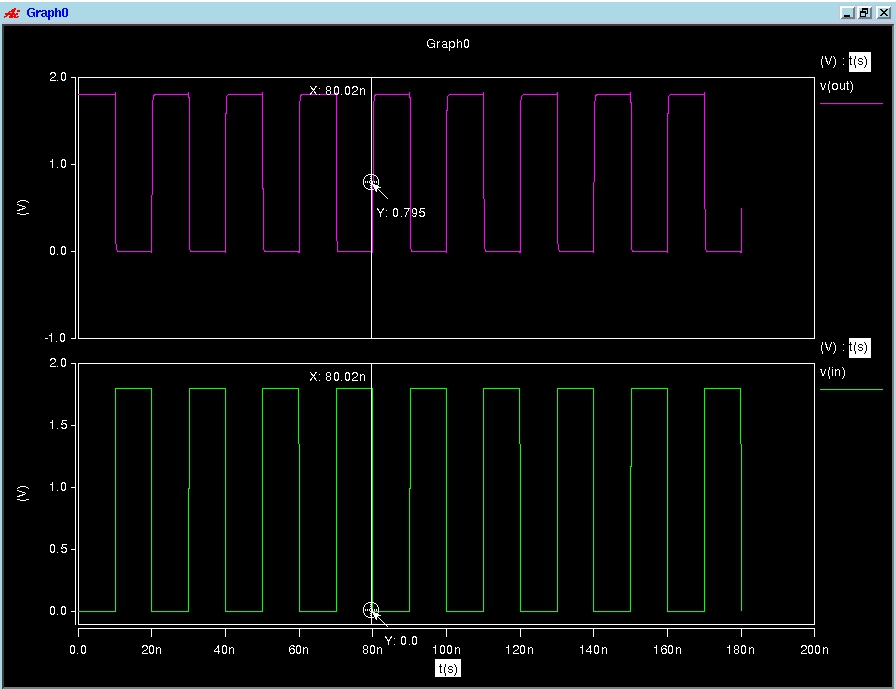 Graph0
Graph0
(V) : t(s)
v(out)
2.0
X: 80.02n
1.0
Y: 0.795
(V)
0.0
-1.0
(V) : t(s)
v(in)
2.0
X: 80.02n
1.5
1.0
(V)
0.5
0.0
Y: 0.0
0.0 20n 40n 60n 80n 100n 120n 140n 160n 180n 200n
t(s)